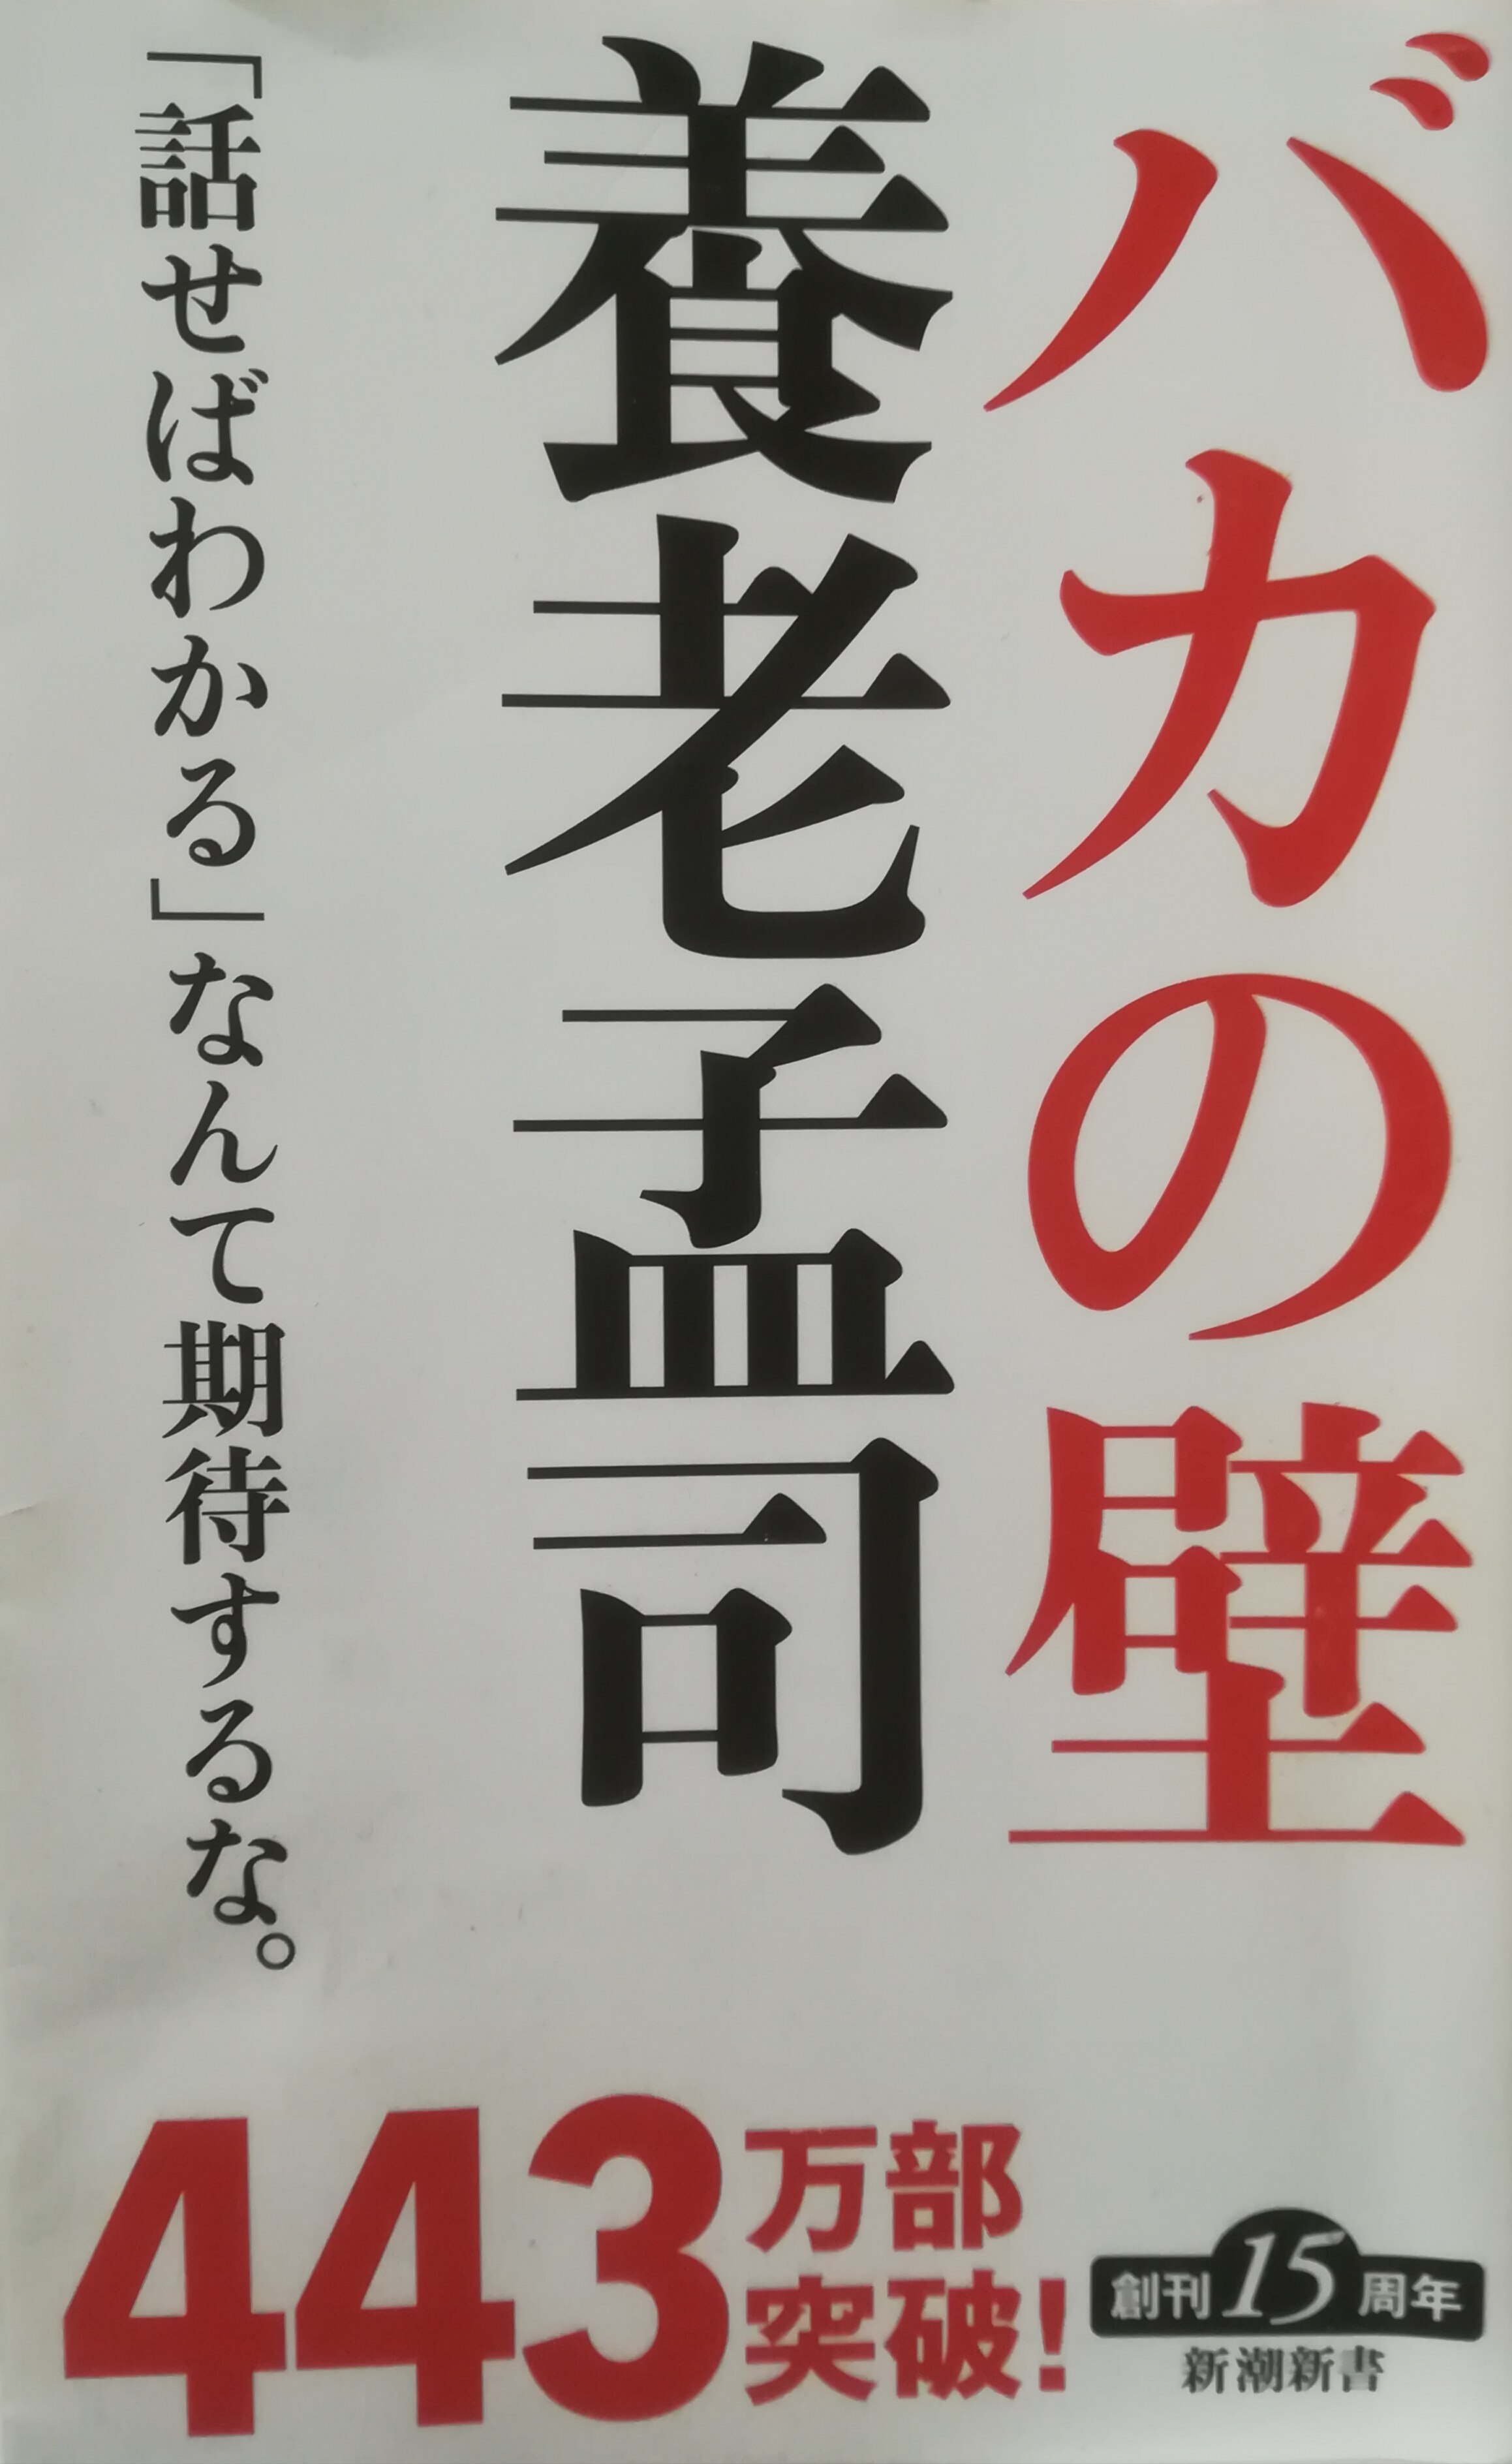 バカの壁
養老孟司
「話せばわかる」なんて期待するな。
443万部
突破!
創刊15周年
新潮新書